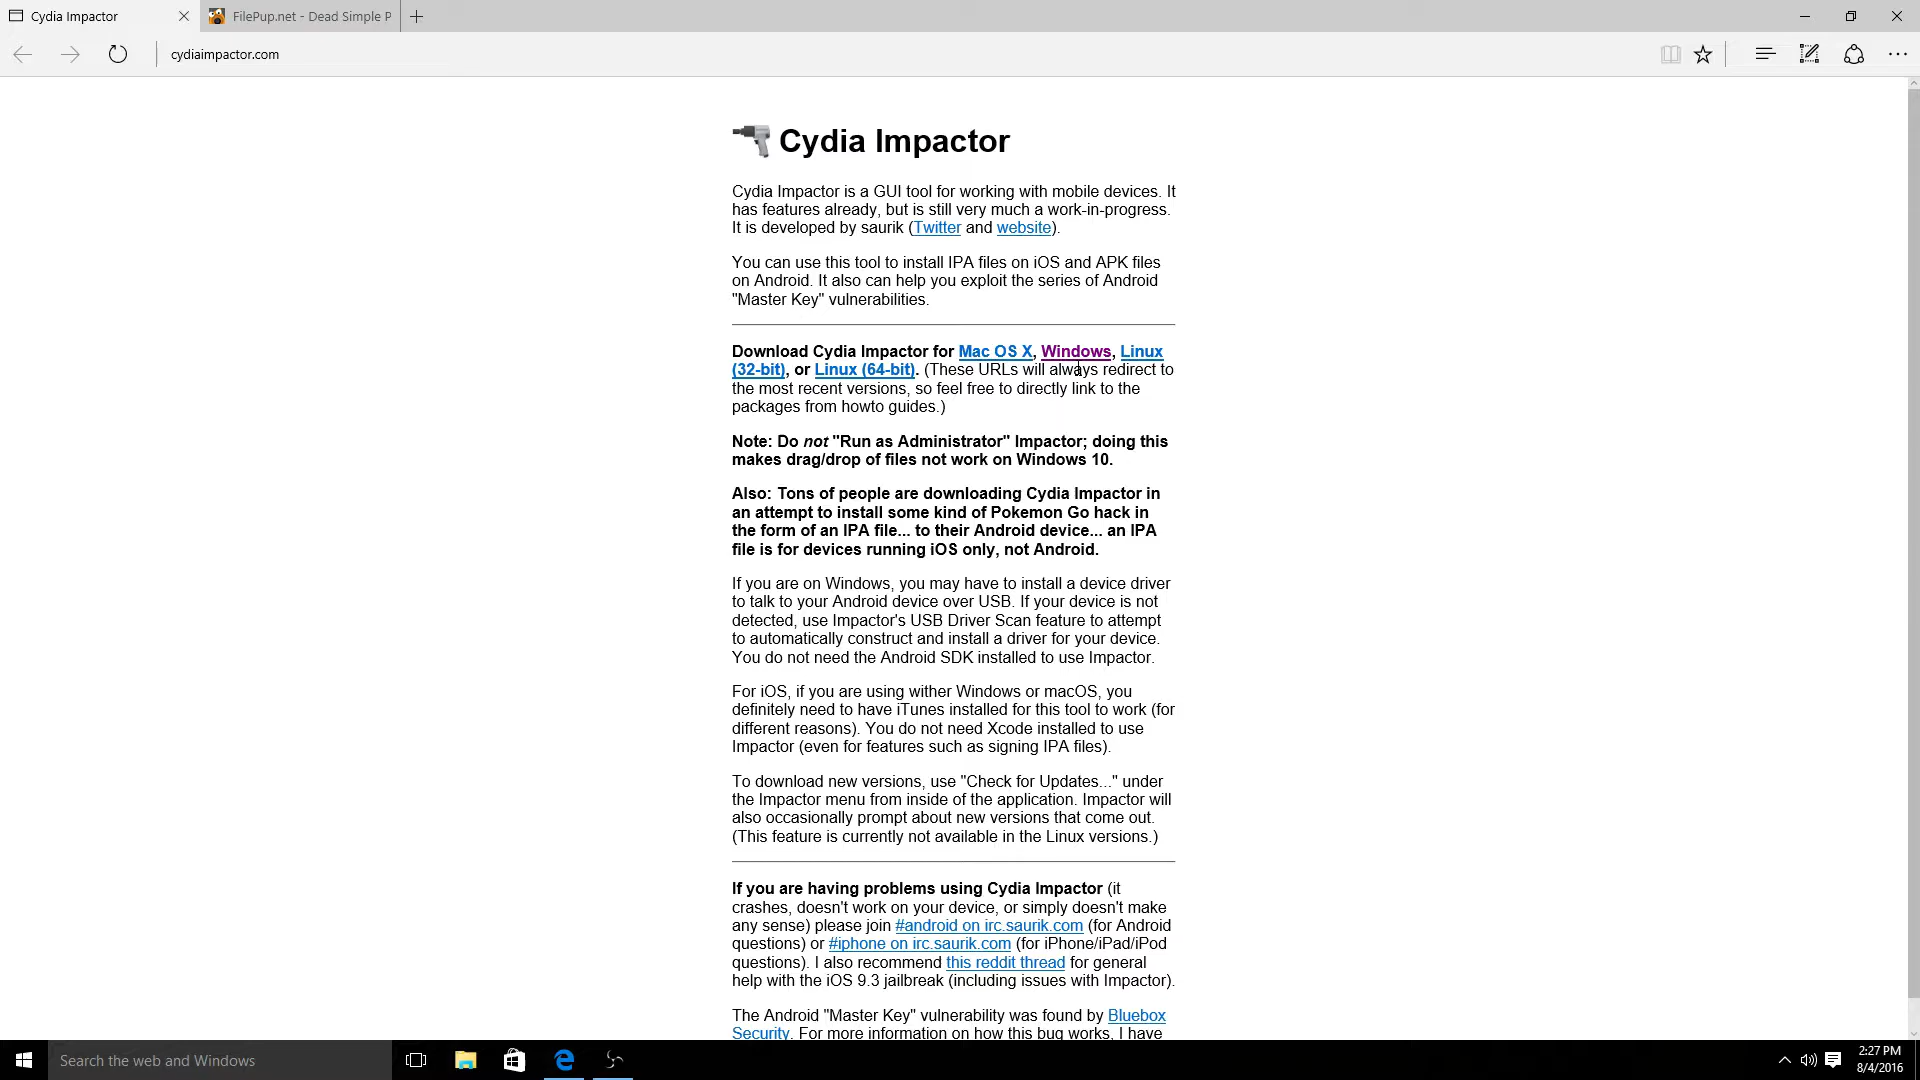 Cydia Impactor
FilePup.net - Dead Simple P
cydiaimpactor.com
Cydia Impactor
Cydia Impactor is a GUI tool for working with mobile devices. It
has features already, but is still very much a work-in-progress.
It is developed by saurik (Twitter and website).
You can use this tool to install IPA files on iOS and APK files
on Android. It also can help you exploit the series of Android
"Master Key" vulnerabilities.
Download Cydia Impactor for Mac OS X, Windows, Linux
(32-bit), or Linux (64-bit). (These URLs will always redirect to
the most recent versions, so feel free to directly link to the
packages from howto guides.)
Note: Do not "Run as Administrator" Impactor; doing this
makes drag/drop of files not work on Windows 10.
Also: Tons of people are downloading Cydia Impactor in
an attempt to install some kind of Pokemon Go hack in
the form of an IPA file... to their Android device... an IPA
file is for devices running iOS only, not Android.
If you are on Windows, you may have to install a device driver
to talk to your Android device over USB. If your device is not
detected, use Impactor's USB Driver Scan feature to attempt
to automatically construct and install a driver for your device.
You do not need the Android SDK installed to use Impactor.
For iOS, if you are using wither Windows or macOS, you
definitely need to have iTunes installed for this tool to work (for
different reasons). You do not need Xcode installed to use
Impactor (even for features such as signing IPA files).
To download new versions, use "Check for Updates..." under
the Impactor menu from inside of the application. Impactor will
also occasionally prompt about new versions that come out.
(This feature is currently not available in the Linux versions.)
If you are having problems using Cydia Impactor (it
crashes, doesn't work on your device, or simply doesn't make
any sense) please join #android on irc.saurik.com (for Android
questions) or #iphone on irc.saurik.com (for iPhone/iPad/iPod
questions). I also recommend this reddit thread for general
help with the iOS 9.3 jailbreak (including issues with Impactor).
The Android "Master Key" vulnerability was found by Bluebox
Security. For more information on how this bug works, I have
Search the web and Windows
2:27 PM
8/4/2016